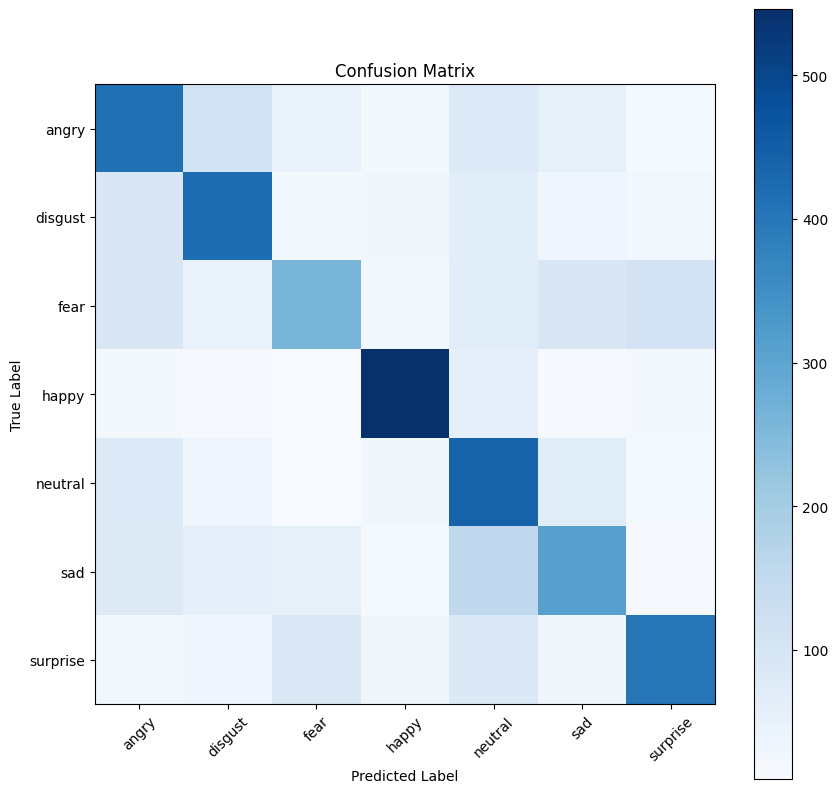 Confusion Matrix
True Label
angry
disgust
fear
happy
neutral
sad
surprise
angry
disgust
fear
happy
neutral
sad
surprise
Predicted Label
500
400
300
200
100